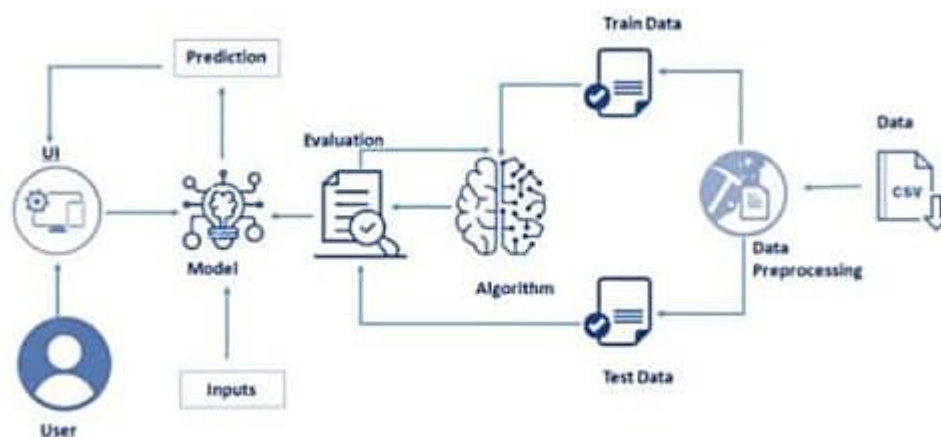 Train Data
Prediction
Data
Evaluation
UI
CSV
Model
Algorithm
Data
Preprocessing
Inputs
Test Data
User